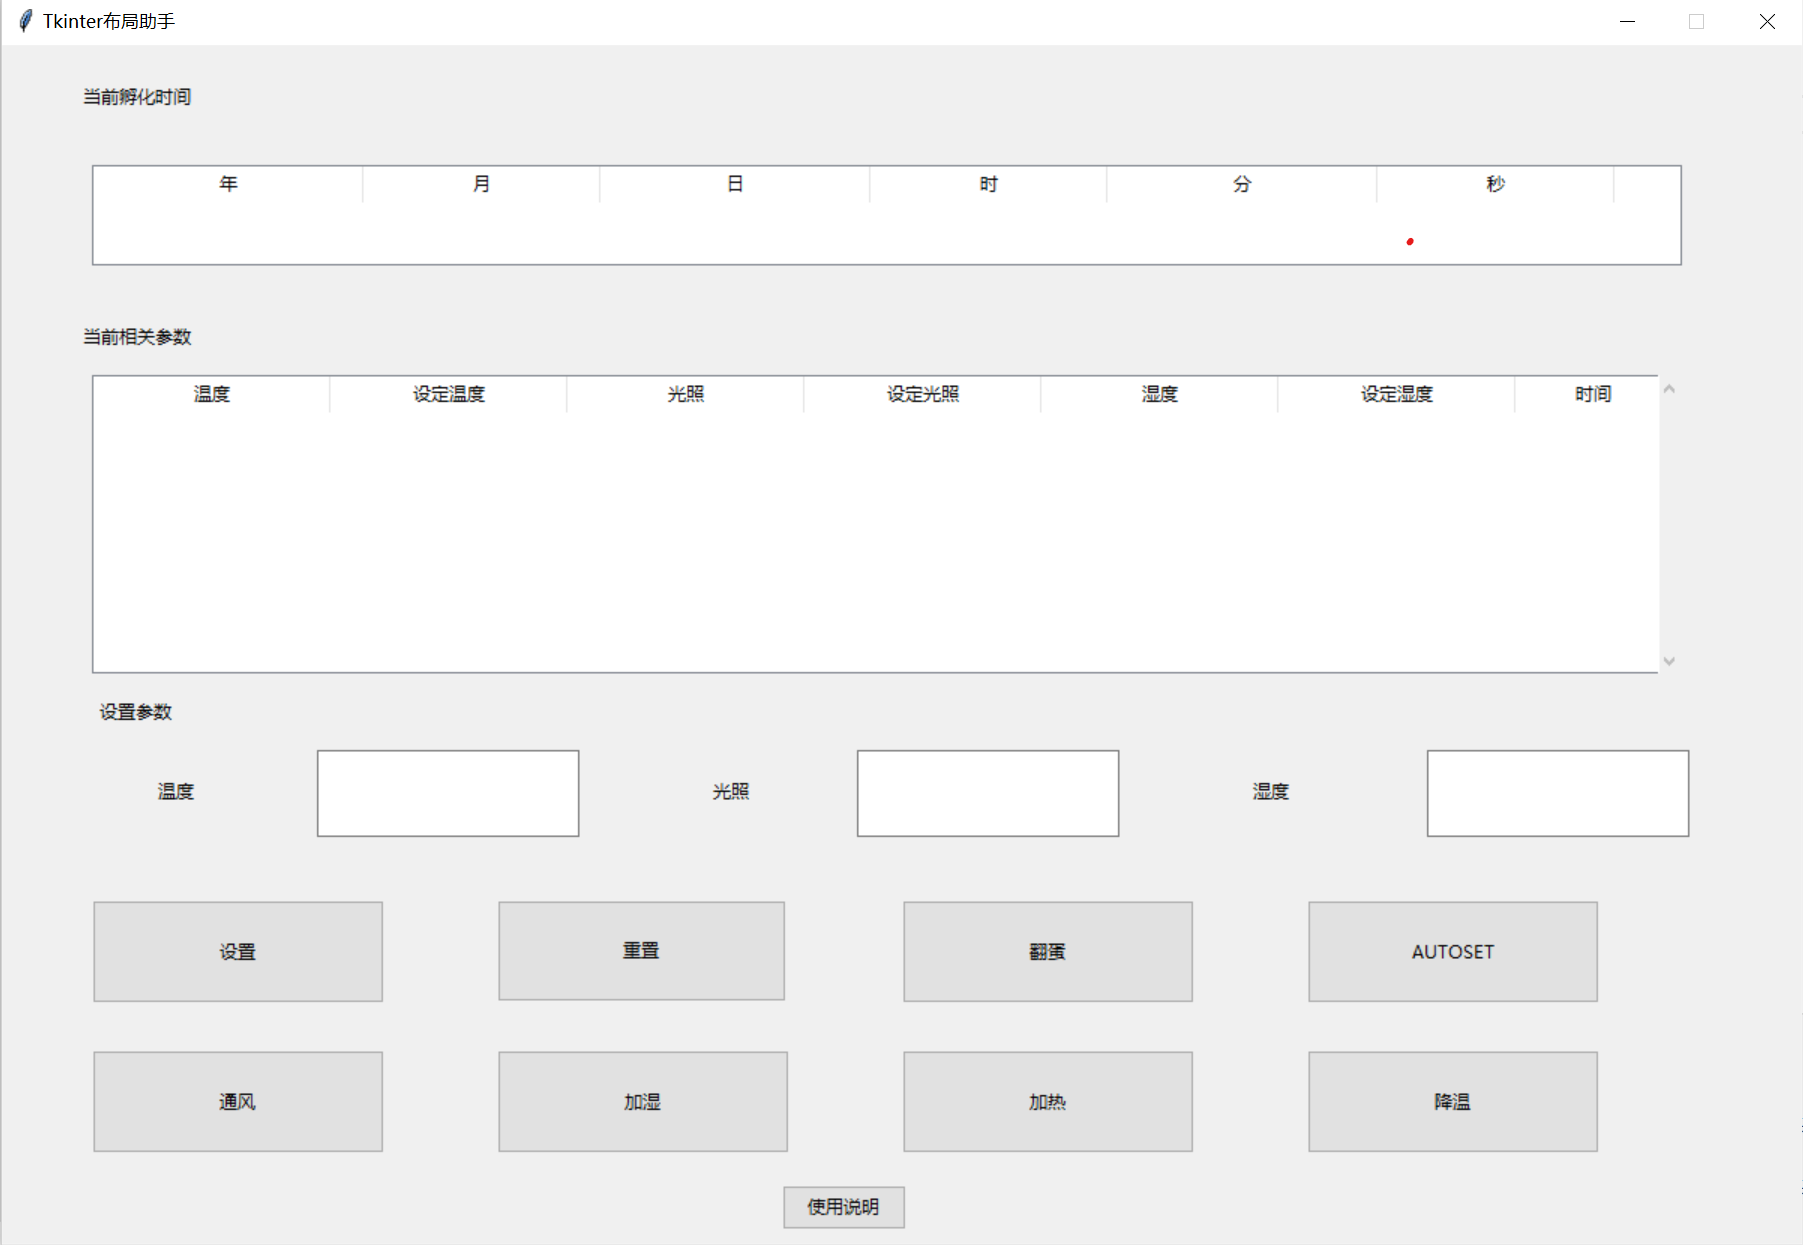 Tkinter布局助手
当前孵化时间
年 月 日 时 分 秒
当前相关参数
温度 设定温度 光照 设定光照 湿度 设定湿度 时间
设置参数
温度 光照 湿度
设置 重置 翻蛋 AUTOSET
通风 加湿 加热 降温
使用说明